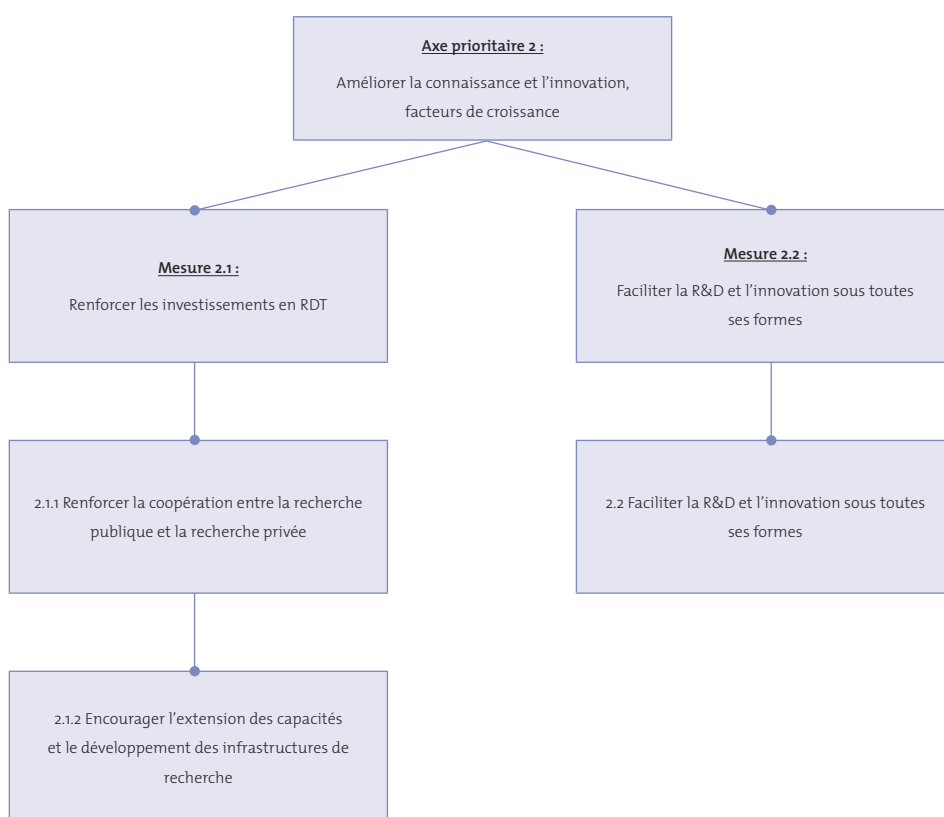 Axe prioritaire 2 :
Améliorer la connaissance et l'innovation,
facteurs de croissance
Mesure 2.1 :
Renforcer les investissements en RDT
Mesure 2.2 :
Faciliter la R&D et l'innovation sous toutes
ses formes
2.1.1 Renforcer la coopération entre la recherche
publique et la recherche privée
2.2 Faciliter la R&D et l'innovation sous toutes
ses formes
2.1.2 Encourager l'extension des capacités
et le développement des infrastructures de
recherche